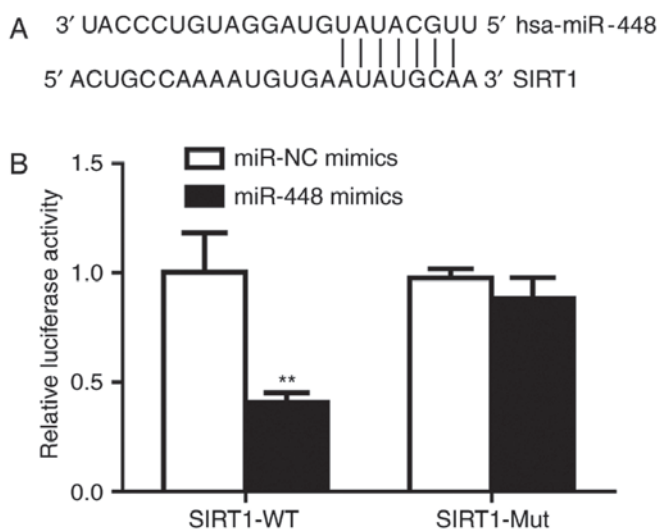 A
3′ UACCCUGUAGGAUGUAUACGUU 5′ hsa-miR-448
5′ ACUGCCAAAAUGUGAAUAUGCAA 3′ SIRT1
B
miR-NC mimics
miR-448 mimics
Relative luciferase activity
1.5
1.0
0.5
0.0
**
SIRT1-WT
SIRT1-Mut